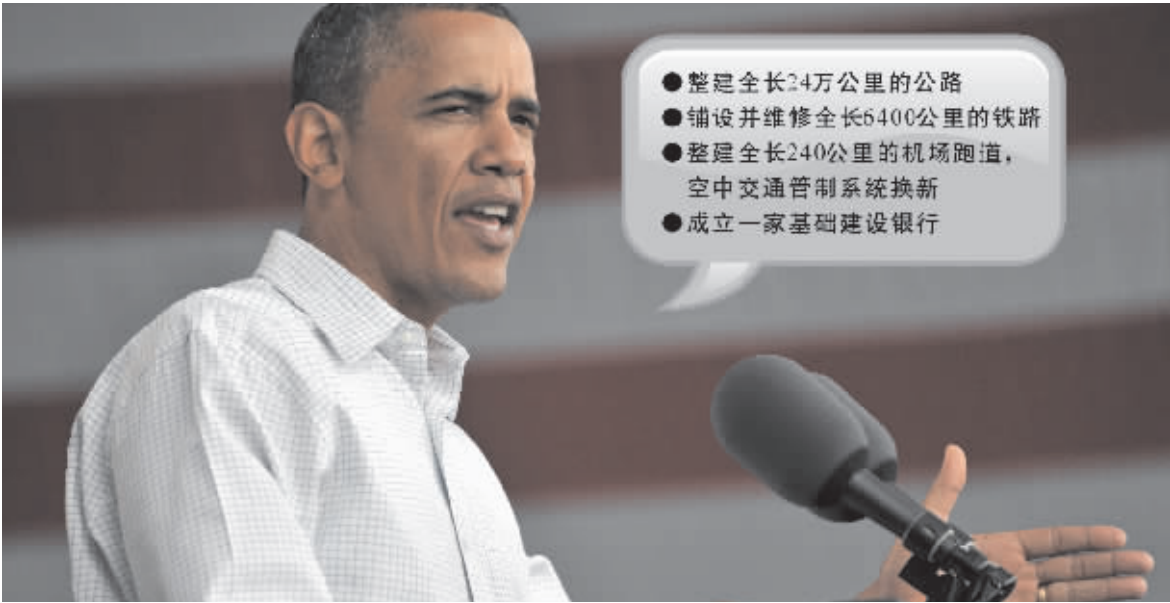 ●整建全长24万公里的公路
●铺设并维修全长6400公里的铁路
●整建全长240公里的机场跑道，
空中交通管制系统换新
●成立一家基础建设银行